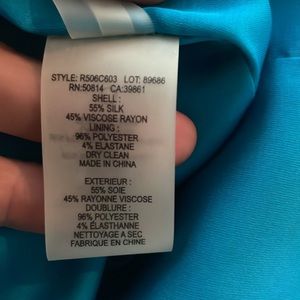 STYLE: R506C603 LOT: 89686
RN:50814 CA:39861
SHELL :
55% SILK
45% VISCOSE RAYON
LINING :
96% POLYESTER
4% ELASTANE
DRY CLEAN
MADE IN CHINA
EXTERIEUR :
55% SOIE
45% RAYONNE VISCOSE
DOUBLURE :
96% POLYESTER
4% ÉLASTHANNE
NETTOYAGE A SEC
FABRIQUE EN CHINE